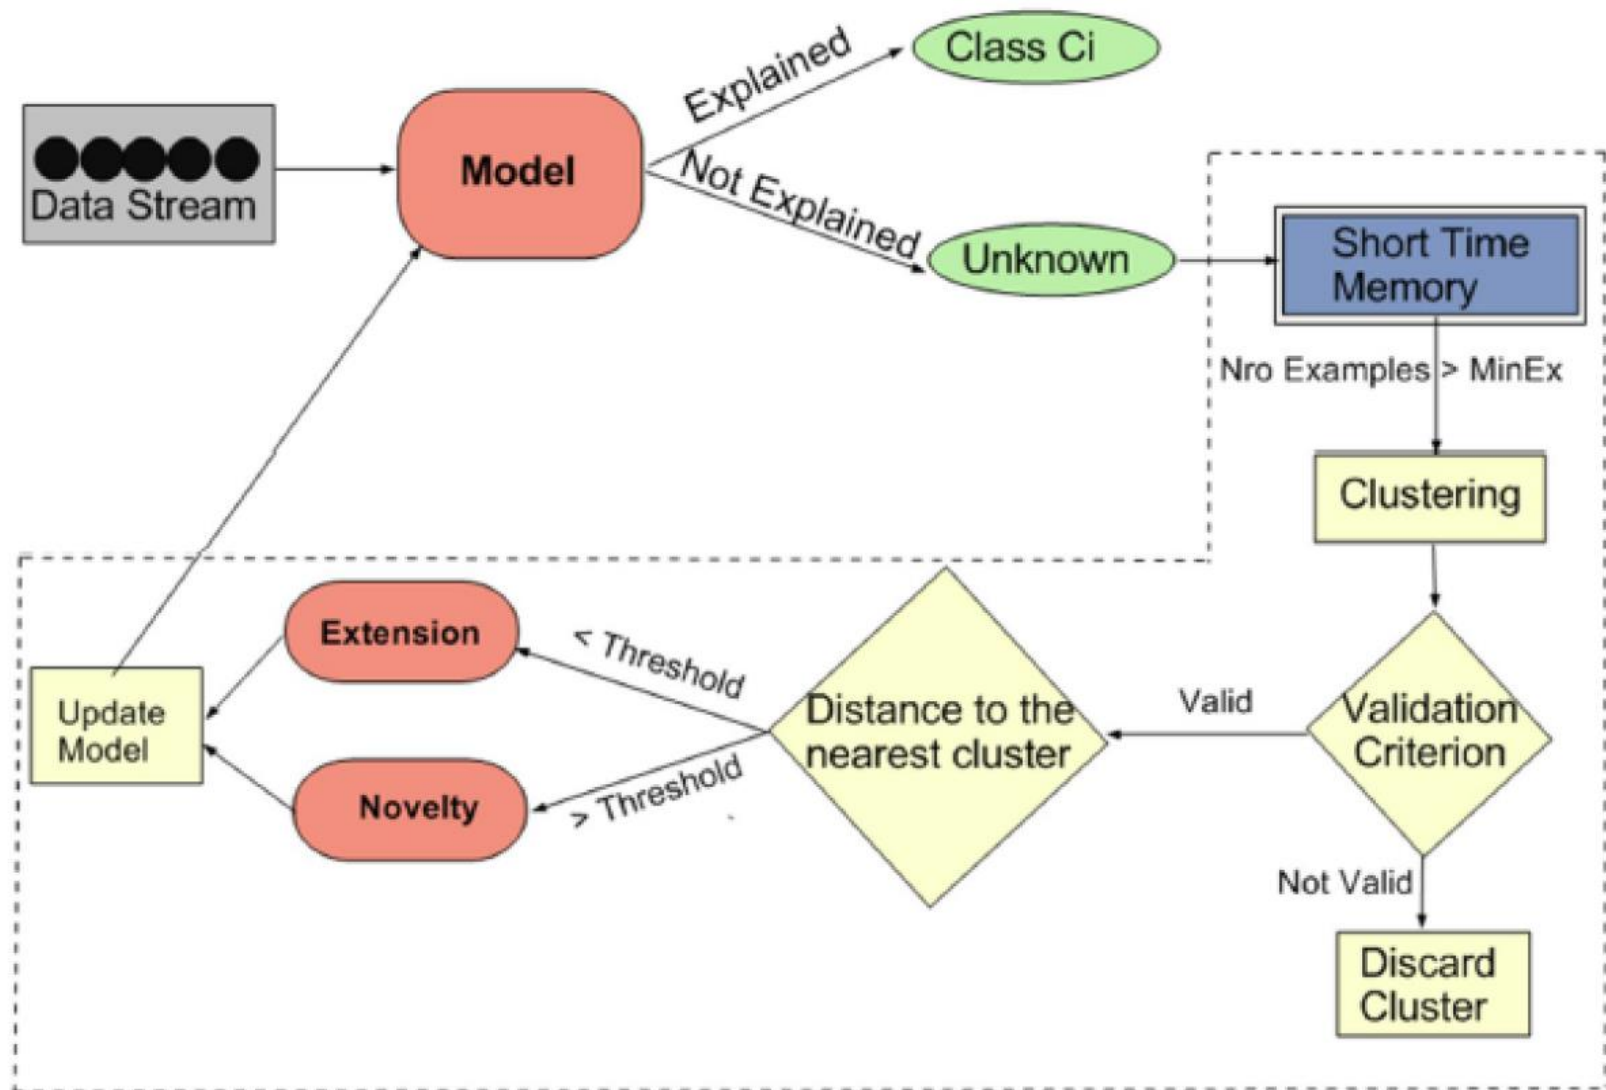 Explained
Class Ci
Data Stream
Model
Not Explained
Unknown
Short Time
Memory
Nro Examples > MinEx
Clustering
Extension
< Threshold
Update
Model
Distance to the
nearest cluster
Valid
Validation
Criterion
Novelty
> Threshold
Not Valid
Discard
Cluster